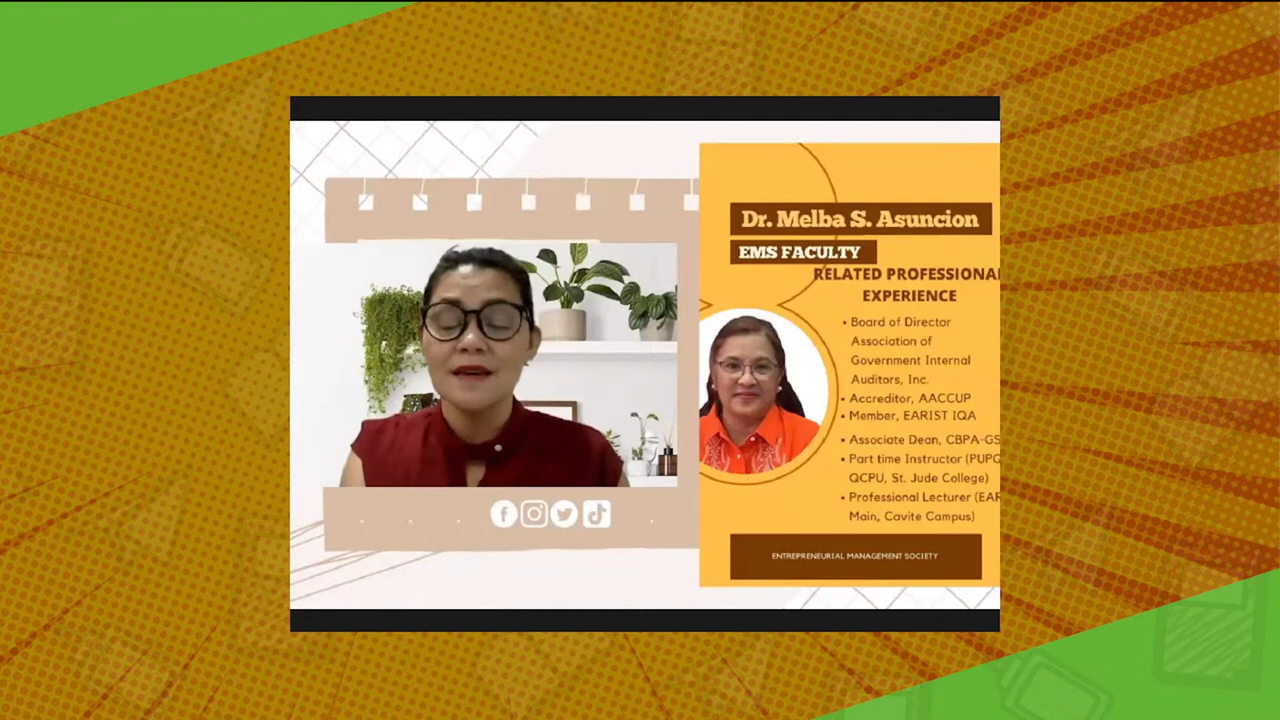 Dr. Melba S. Asuncion
EMS FACULTY
RELATED PROFESSIONAL
EXPERIENCE
• Board of Director
Association of
Government Internal
Auditors, Inc.
• Accreditor, AACCUP
• Member, EARIST IQA
• Associate Dean, CBPA-GS
• Part time Instructor (PUPQ
QCPU, St. Jude College)
• Professional Lecturer (EAR
Main, Cavite Campus)
ENTREPRENEURIAL MANAGEMENT SOCIETY